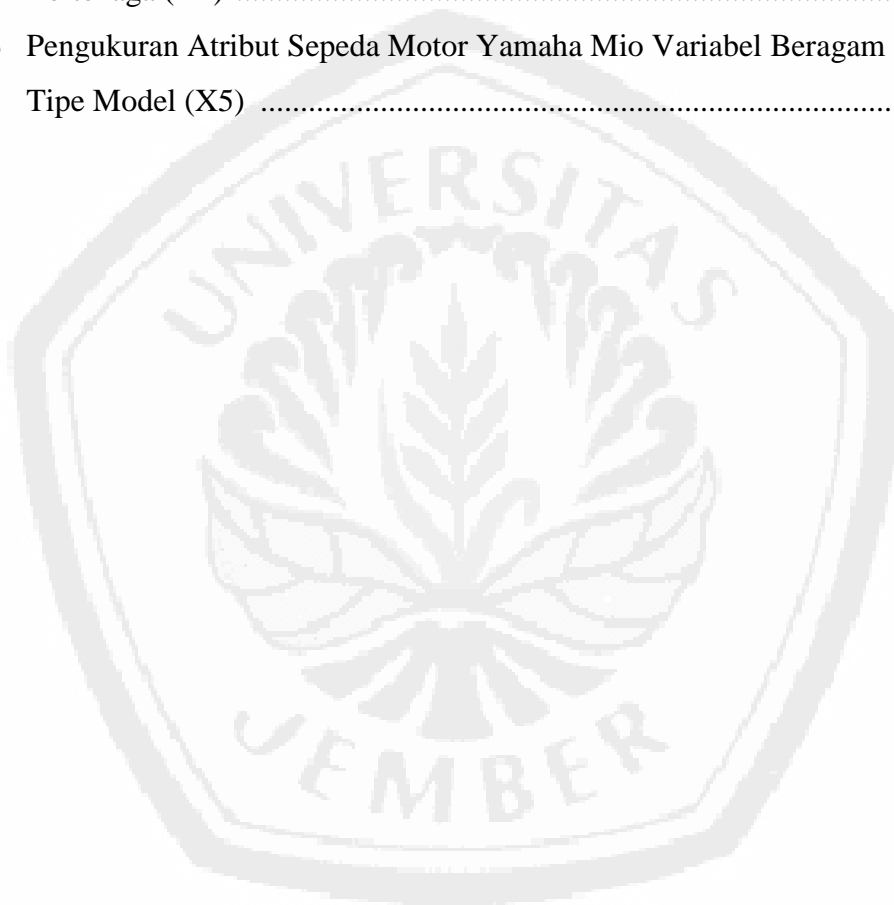 Pengukuran Atribut Sepeda Motor Yamaha Mio Variabel Beragam
Tipe Model (X5) ................................................................................
UNIVERSITAS
JEMBER